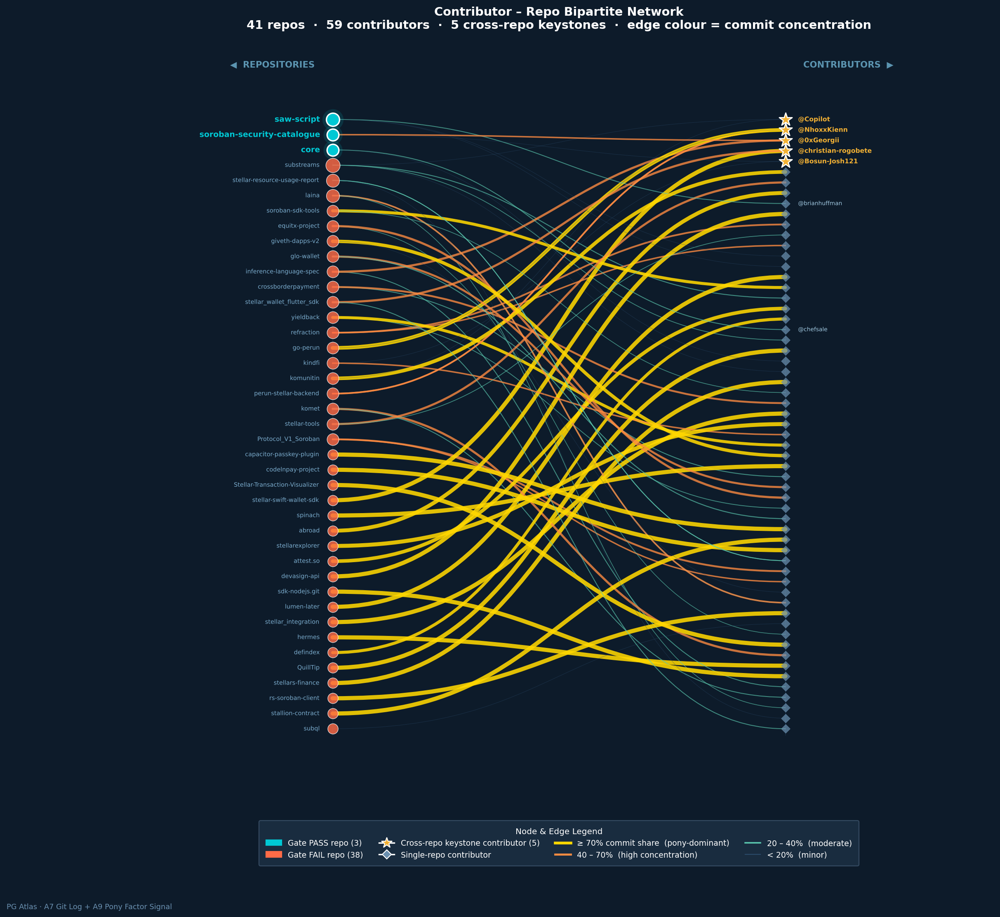 Contributor – Repo Bipartite Network
41 repos  ·  59 contributors  ·  5 cross-repo keystones  ·  edge colour = commit concentration
◀ REPOSITORIES
CONTRIBUTORS ▶
saw-script
soroban-security-catalogue
core
substreams
stellar-resource-usage-report
laina
soroban-sdk-tools
equitx-project
giveth-dapps-v2
glo-wallet
inference-language-spec
crossborderpayment
stellar_wallet_flutter_sdk
yieldback
refraction
go-perun
kindfi
komunitin
perun-stellar-backend
komet
stellar-tools
Protocol_V1_Soroban
capacitor-passkey-plugin
codelnpay-project
Stellar-Transaction-Visualizer
stellar-swift-wallet-sdk
spinach
abroad
stellarexplorer
attest.so
devasign-api
sdk-nodejs.git
lumen-later
stellar_integration
hermes
defindex
QuillTip
stellars-finance
rs-soroban-client
stallion-contract
subql
@Copilot
@NhoxxKienn
@0xGeorgii
@christian-rogobete
@Bosun-Josh121
@brianhuffman
@chefsale
Node & Edge Legend
Gate PASS repo (3)
Gate FAIL repo (38)
Cross-repo keystone contributor (5)
Single-repo contributor
≥ 70% commit share  (pony-dominant)
40 – 70%  (high concentration)
20 – 40%  (moderate)
< 20%  (minor)
PG Atlas · A7 Git Log + A9 Pony Factor Signal